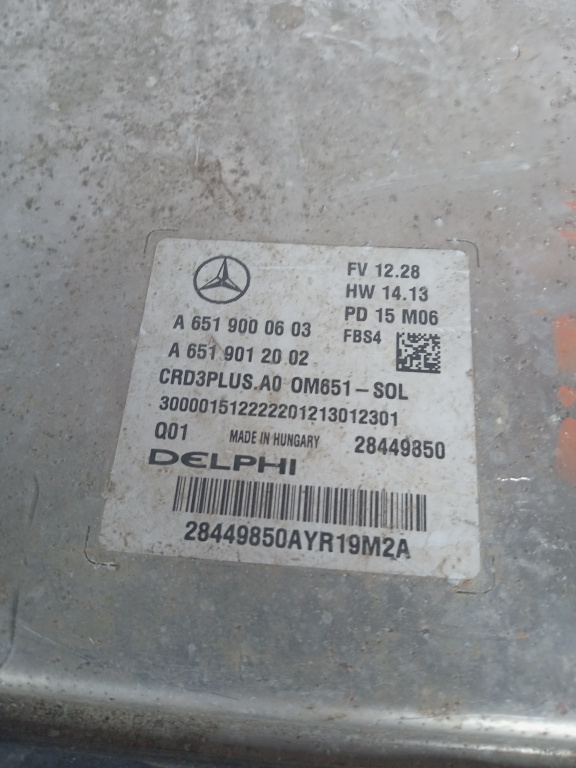 FV 12.28
HW 14.13
A 651 900 06 03 PD 15 M06
FBS4
A 651 901 20 02
CRD3PLUS.A0 OM651-SOL
3000015122222201213012301
Q01 MADE IN HUNGARY 28449850
DELPHI
28449850AYR19M2A